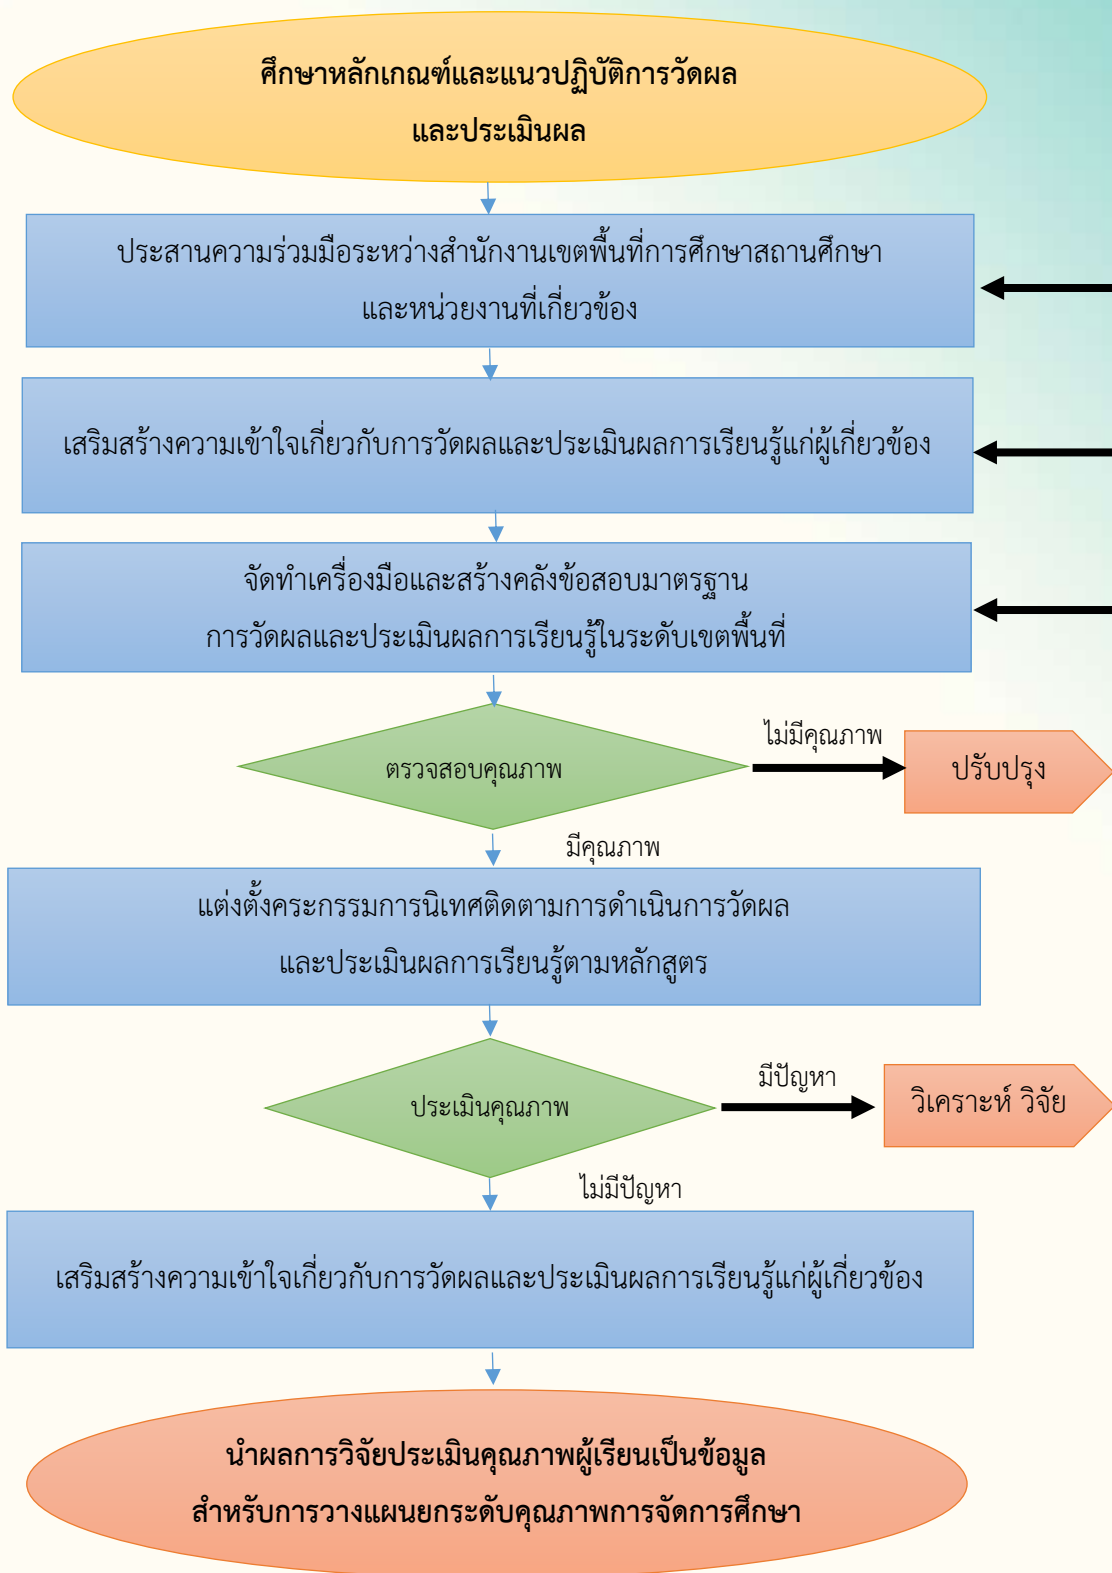 ศึกษาหลักเกณฑ์และแนวปฏิบัติการวัดผล
และประเมินผล
ประสานความร่วมมือระหว่างสำนักงานเขตพื้นที่การศึกษาสถานศึกษา
และหน่วยงานที่เกี่ยวข้อง
เสริมสร้างความเข้าใจเกี่ยวกับการวัดผลและประเมินผลการเรียนรู้แก่ผู้เกี่ยวข้อง
จัดทำเครื่องมือและสร้างคลังข้อสอบมาตรฐาน
การวัดผลและประเมินผลการเรียนรู้ในระดับเขตพื้นที่
ตรวจสอบคุณภาพ
ไม่มีคุณภาพ
ปรับปรุง
มีคุณภาพ
แต่งตั้งคระกรรมการนิเทศติดตามการดำเนินการวัดผล
และประเมินผลการเรียนรู้ตามหลักสูตร
ประเมินคุณภาพ
มีปัญหา
วิเคราะห์ วิจัย
ไม่มีปัญหา
เสริมสร้างความเข้าใจเกี่ยวกับการวัดผลและประเมินผลการเรียนรู้แก่ผู้เกี่ยวข้อง
นำผลการวิจัยประเมินคุณภาพผู้เรียนเป็นข้อมูล
สำหรับการวางแผนยกระดับคุณภาพการจัดการศึกษา